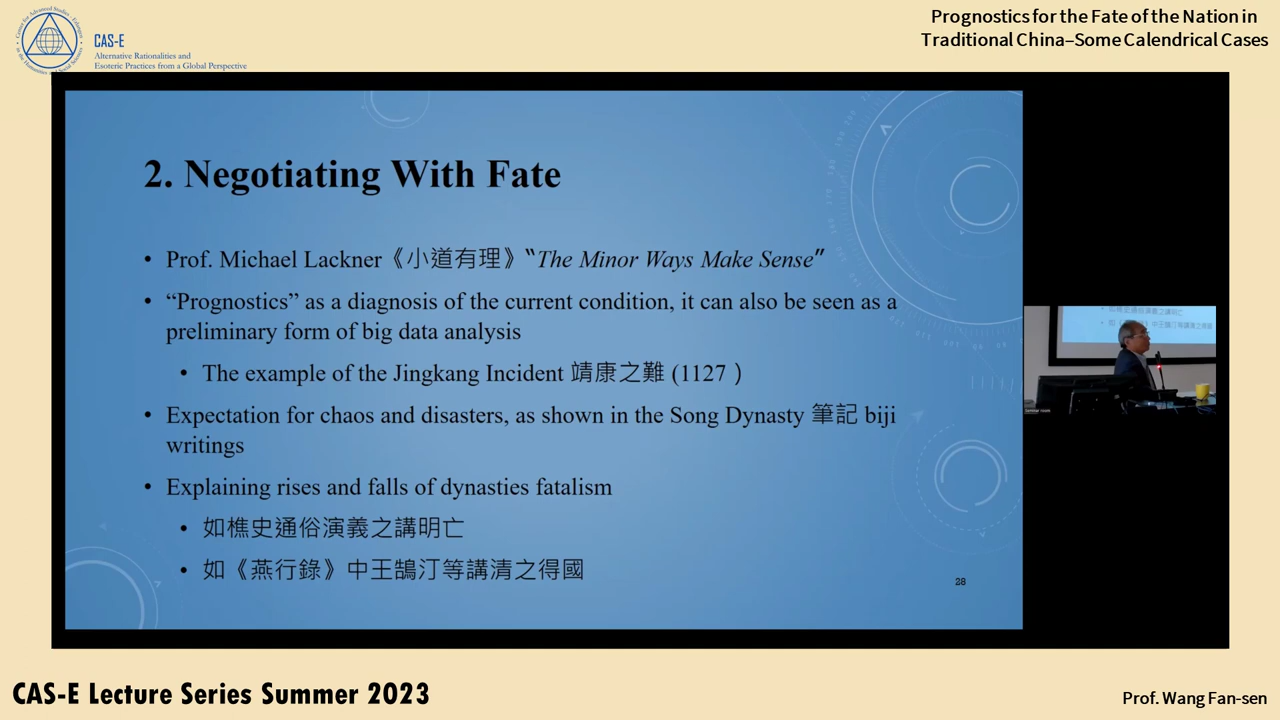 CAS-E
Alternative Rationalities and
Esoteric Practices from a Global Perspective
Prognostics for the Fate of the Nation in
Traditional China–Some Calendrical Cases
2. Negotiating With Fate
• Prof. Michael Lackner《小道有理》“The Minor Ways Make Sense”
• “Prognostics” as a diagnosis of the current condition, it can also be seen as a
preliminary form of big data analysis
• The example of the Jingkang Incident 靖康之難 (1127 )
• Expectation for chaos and disasters, as shown in the Song Dynasty 筆記 biji
writings
• Explaining rises and falls of dynasties fatalism
• 如樵史通俗演義之講明亡
• 如《燕行錄》中王鵠汀等講清之得國
28
CAS-E Lecture Series Summer 2023
Prof. Wang Fan-sen